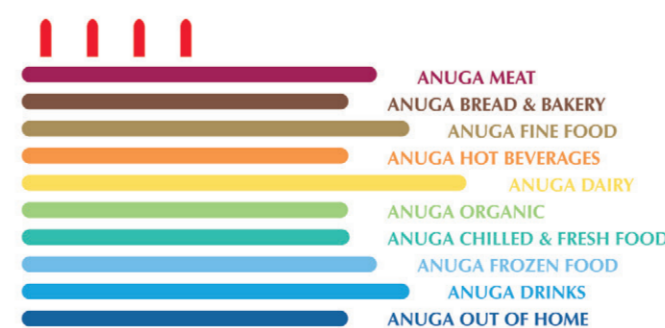 ANUGA MEAT
ANUGA BREAD & BAKERY
ANUGA FINE FOOD
ANUGA HOT BEVERAGES
ANUGA DAIRY
ANUGA ORGANIC
ANUGA CHILLED & FRESH FOOD
ANUGA FROZEN FOOD
ANUGA DRINKS
ANUGA OUT OF HOME